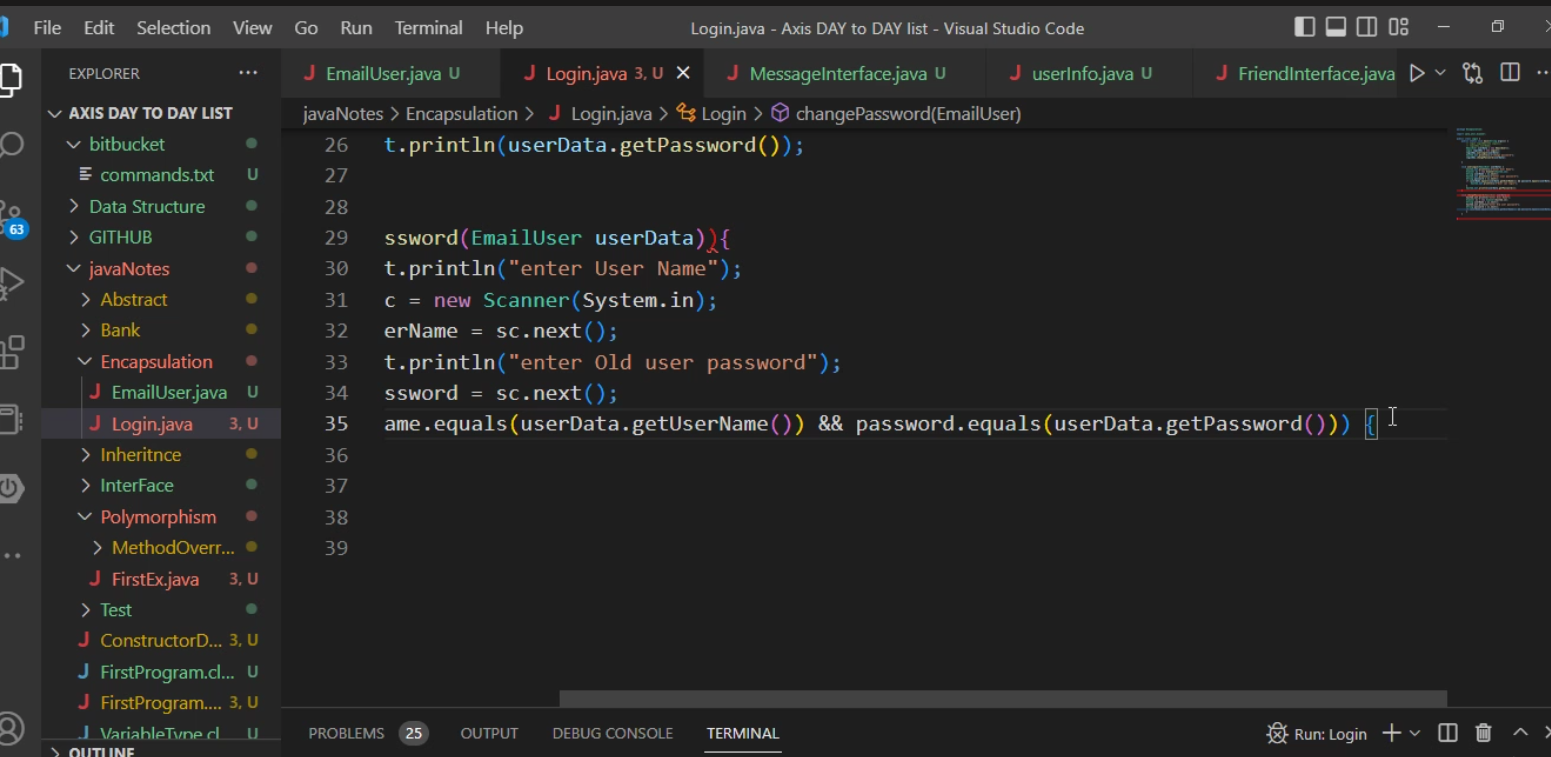 File Edit Selection View Go Run Terminal Help Login.java - Axis DAY to DAY list - Visual Studio Code
EXPLORER ...
AXIS DAY TO DAY LIST
bitbucket
commands.txt U
Data Structure
GITHUB
63
javaNotes
Abstract
Bank
Encapsulation
J EmailUser.java U
J Login.java 3, U
Inheritnce
InterFace
Polymorphism
MethodOverr...
J FirstEx.java 3, U
Test
J ConstructorD... 3, U
J FirstProgram.cl... U
J FirstProgram.... 3, U
J VariableType.cl U
OUTLINE
J EmailUser.java U J Login.java 3, U J MessageInterface.java U J userInfo.java U J FriendInterface.java
javaNotes > Encapsulation > J Login.java > Login > changePassword(EmailUser)
26 t.println(userData.getPassword());
27
28
29 ssword(EmailUser userData)){
30 t.println("enter User Name");
31 c = new Scanner(System.in);
32 erName = sc.next();
33 t.println("enter Old user password");
34 ssword = sc.next();
35 ame.equals(userData.getUserName()) && password.equals(userData.getPassword())) {
36
37
38
39
PROBLEMS 25 OUTPUT DEBUG CONSOLE TERMINAL Run: Login